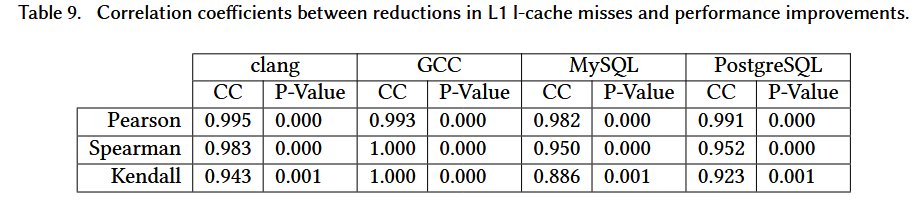 Table 9. Correlation coefficients between reductions in L1 I-cache misses and performance improvements.
clang GCC MySQL PostgreSQL
CC P-Value CC P-Value CC P-Value CC P-Value
Pearson 0.995 0.000 0.993 0.000 0.982 0.000 0.991 0.000
Spearman 0.983 0.000 1.000 0.000 0.950 0.000 0.952 0.000
Kendall 0.943 0.001 1.000 0.000 0.886 0.001 0.923 0.001